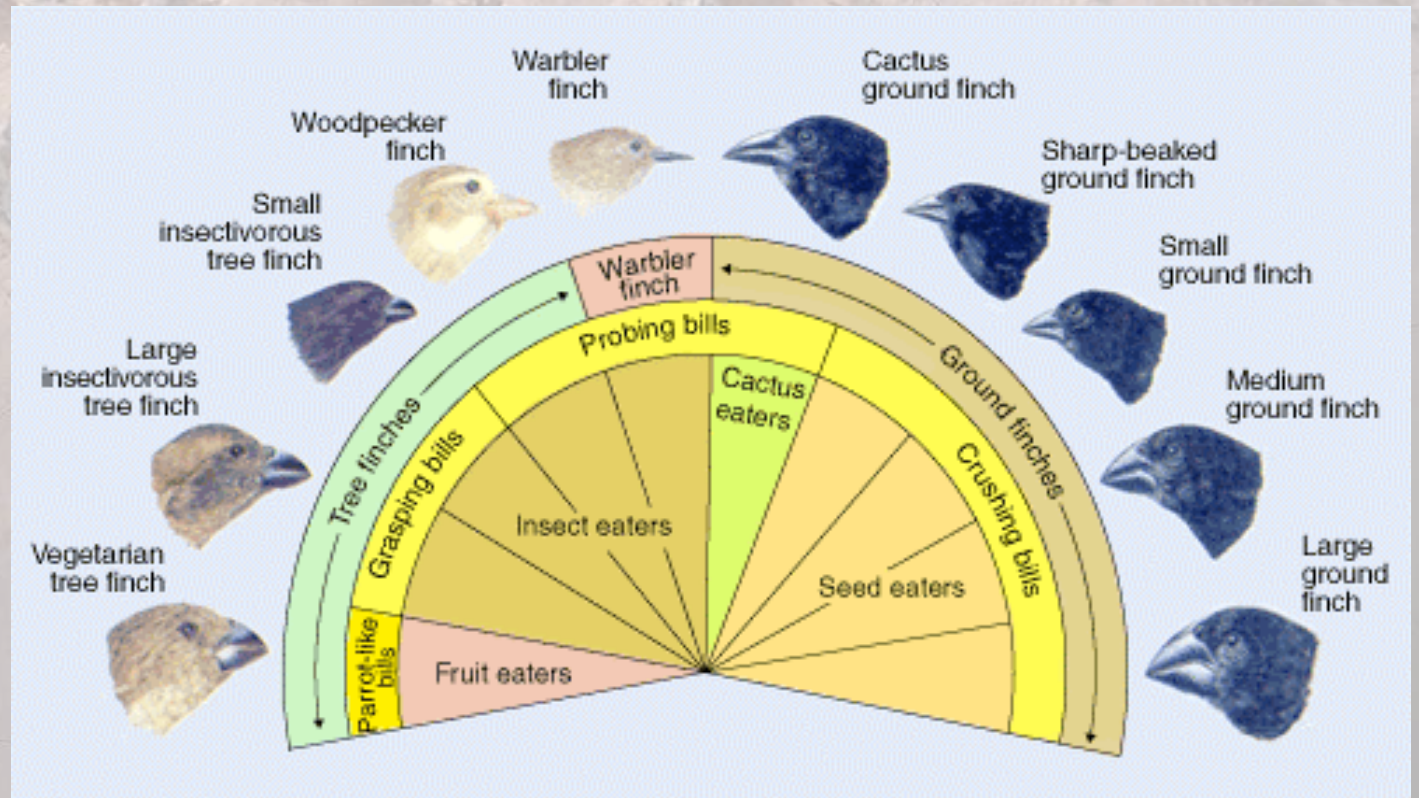 Warbler
finch
Cactus
ground finch
Woodpecker
finch
Sharp-beaked
ground finch
Small
insectivorous
tree finch
Small
ground finch
Large
insectivorous
tree finch
Medium
ground finch
Vegetarian
tree finch
Large
ground
finch
Tree finches
Warbler
finch
Ground finches
Parrot-like
bills
Grasping bills
Probing bills
Crushing bills
Fruit eaters
Insect eaters
Cactus
eaters
Seed eaters